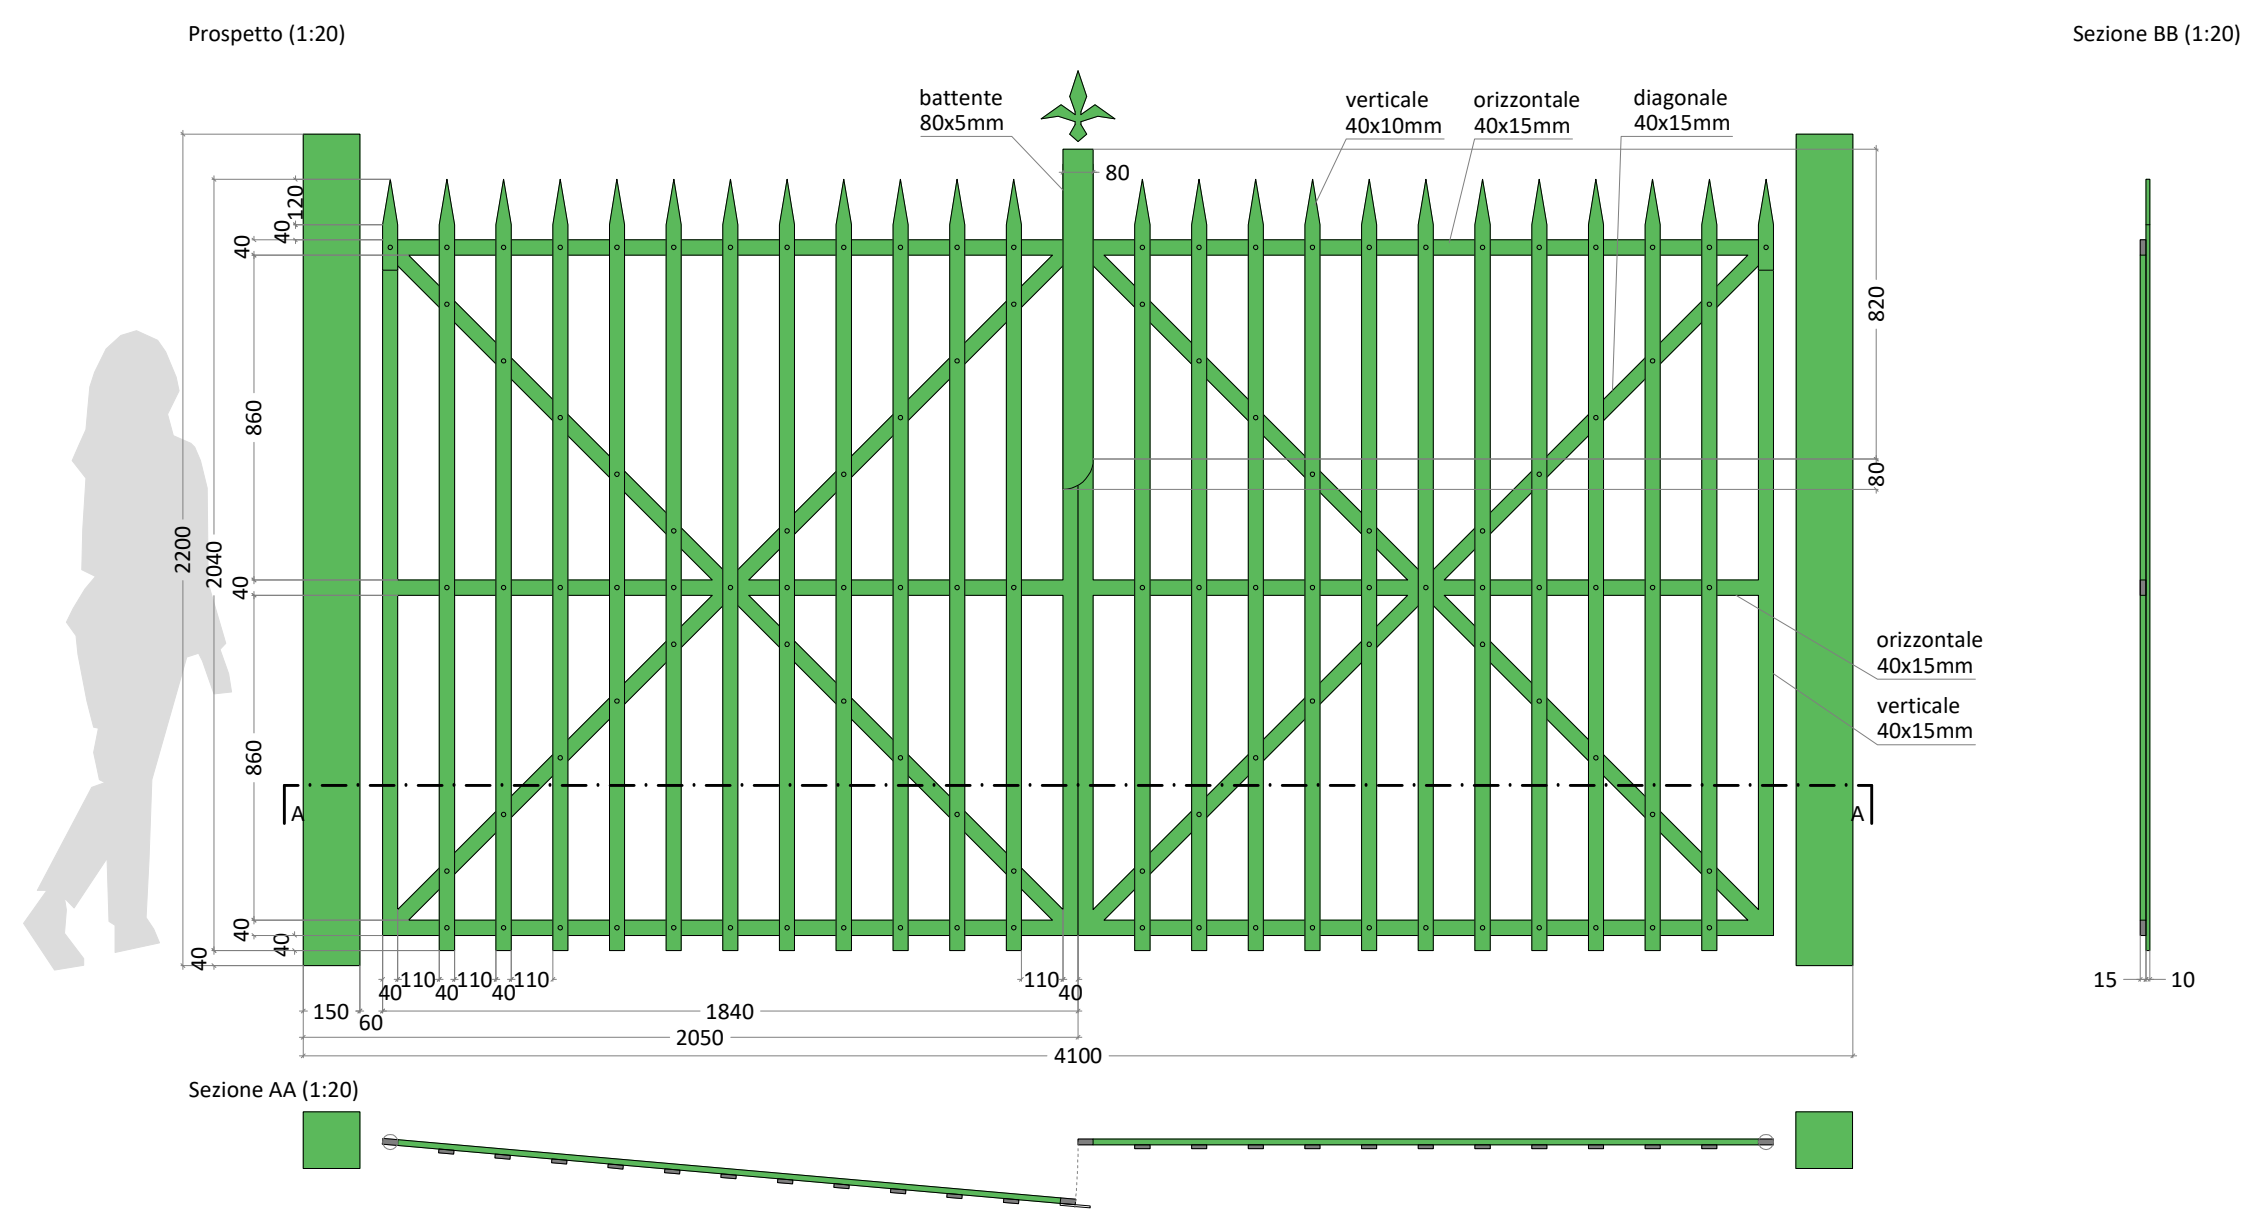 Prospetto (1:20)
Sezione BB (1:20)
battente
80x5mm
verticale
40x10mm
orizzontale
40x15mm
diagonale
40x15mm
80
120
40
40
820
860
80
2200
2040
40
orizzontale
40x15mm
verticale
40x15mm
860
A
A
40
40
40
110
110
110
110
40
40
40
40
15
10
150
60
1840
2050
4100
Sezione AA (1:20)